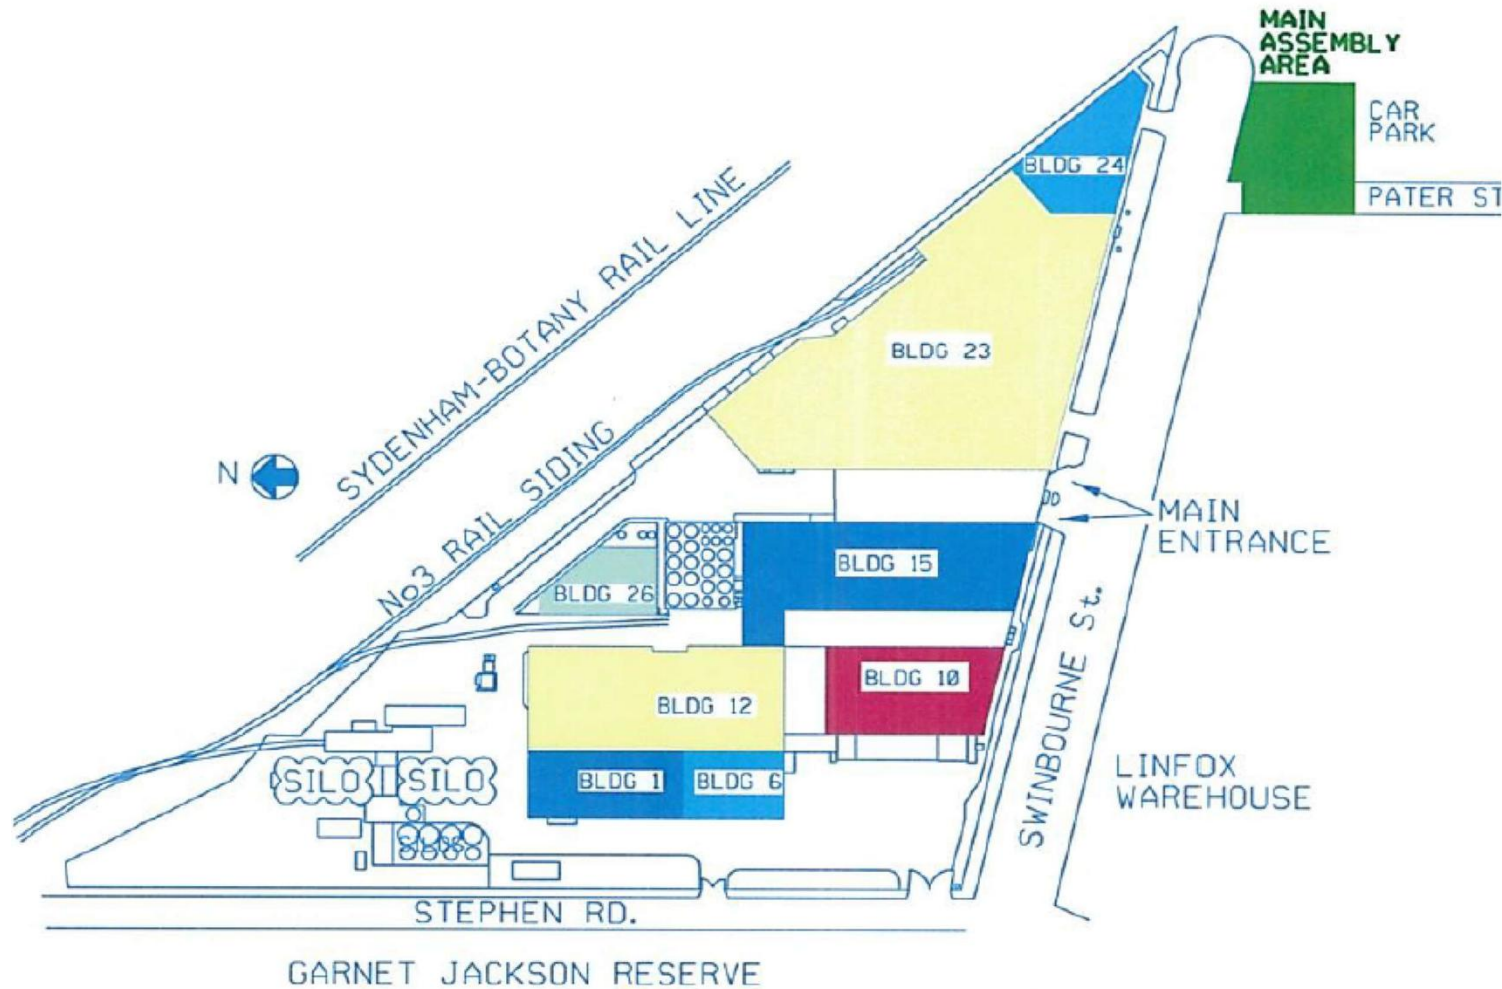 MAIN
ASSEMBLY
AREA
CAR
PARK
PATER ST
BLDG 24
SYDENHAM-BOTANY RAIL LINE
BLDG 23
N
No3 RAIL SIDING
MAIN
ENTRANCE
BLDG 15
BLDG 26
BLDG 10
BLDG 12
SWINBOURNE St.
LINFOX
WAREHOUSE
SILO
SILO
BLDG 1
BLDG 6
SILOS
STEPHEN RD.
GARNET JACKSON RESERVE